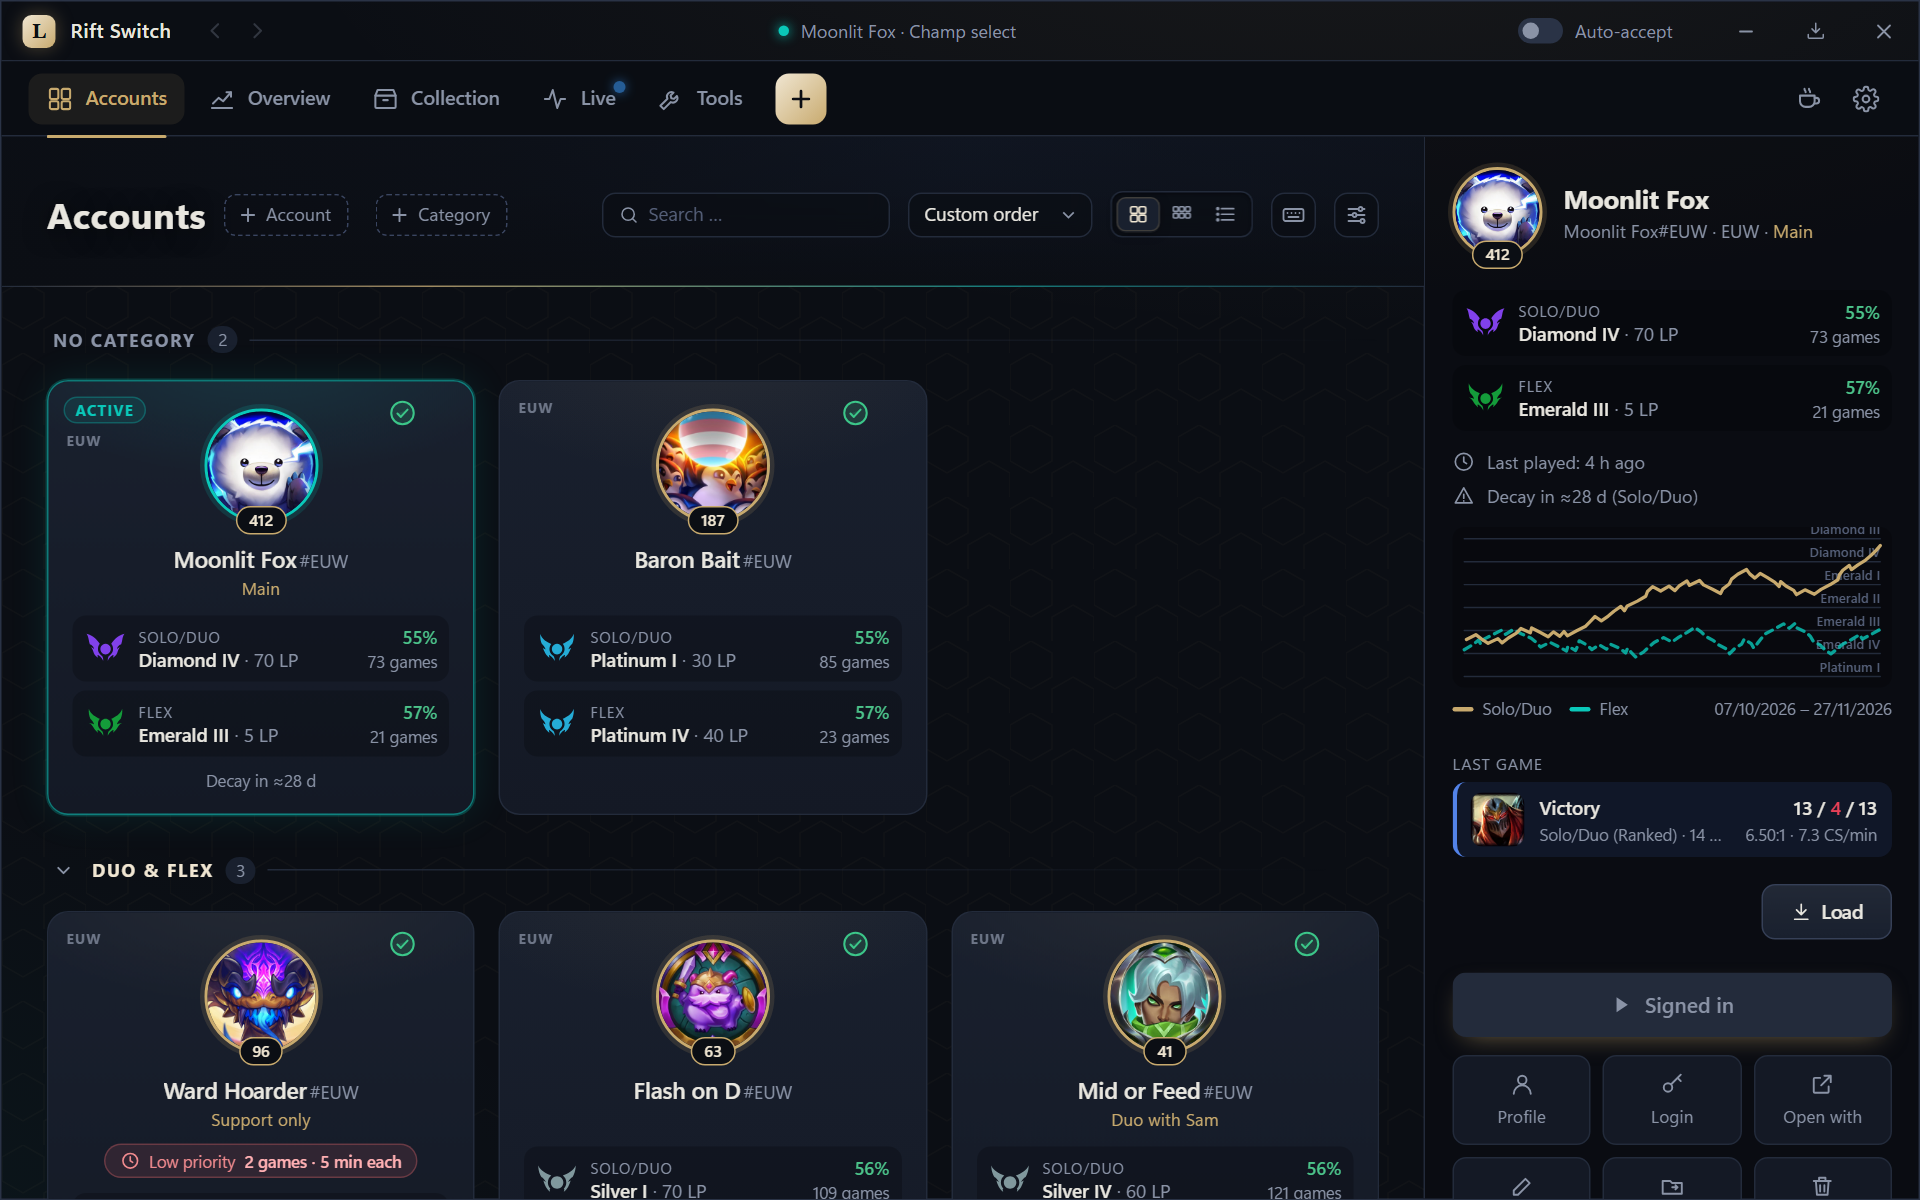 L Rift Switch
Moonlit Fox · Champ select
Auto-accept
Accounts
Overview
Collection
Live
Tools
Accounts
Account
Category
Search ...
Custom order
NO CATEGORY 2
ACTIVE
EUW
412
Moonlit Fox #EUW
Main
SOLO/DUO 55%
Diamond IV · 70 LP 73 games
FLEX 57%
Emerald III · 5 LP 21 games
Decay in ≈28 d
EUW
187
Baron Bait #EUW
SOLO/DUO 55%
Platinum I · 30 LP 85 games
FLEX 57%
Platinum IV · 40 LP 23 games
DUO & FLEX 3
EUW
96
Ward Hoarder #EUW
Support only
Low priority 2 games · 5 min each
EUW
63
Flash on D #EUW
SOLO/DUO 56%
Silver I · 70 LP 109 games
EUW
41
Mid or Feed #EUW
Duo with Sam
SOLO/DUO 56%
Silver IV · 60 LP 121 games
412
Moonlit Fox
Moonlit Fox#EUW · EUW · Main
SOLO/DUO 55%
Diamond IV · 70 LP 73 games
FLEX 57%
Emerald III · 5 LP 21 games
Last played: 4 h ago
Decay in ≈28 d (Solo/Duo)
Diamond III
Diamond IV
Emerald I
Emerald II
Emerald III
Emerald IV
Platinum I
Solo/Duo Flex 07/10/2026 – 27/11/2026
LAST GAME
Victory 13 / 4 / 13
Solo/Duo (Ranked) · 14 ... 6.50:1 · 7.3 CS/min
Load
Signed in
Profile
Login
Open with